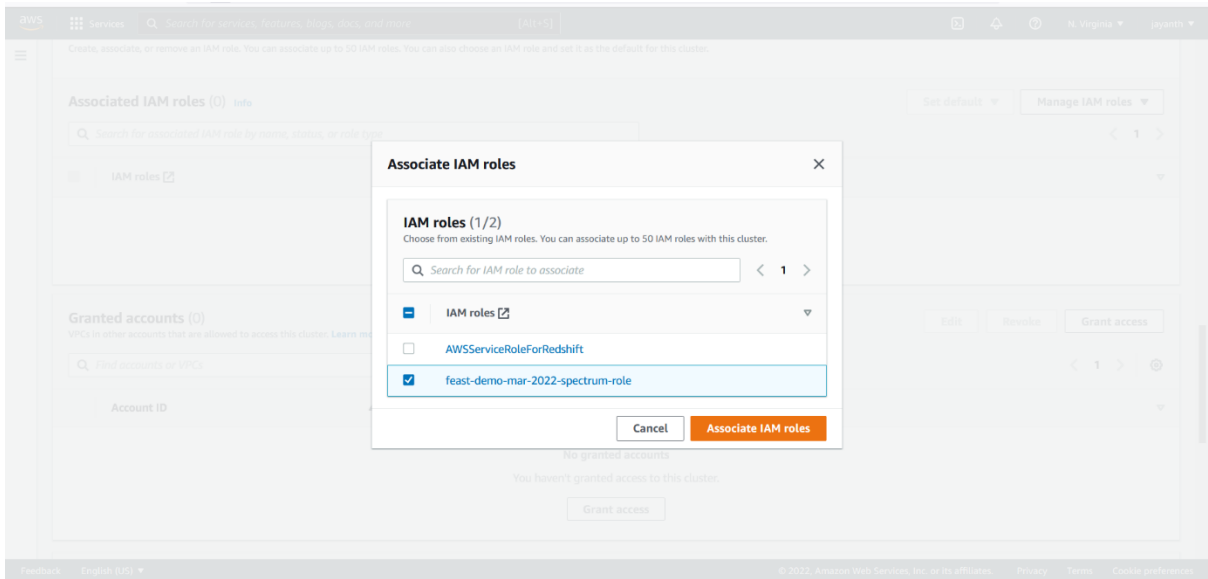 aws
Services
Search for services, features, blogs, docs, and more
[Alt+S]
N. Virginia
jayanth
Create, associate, or remove an IAM role. You can associate up to 50 IAM roles. You can also choose an IAM role and set it as the default for this cluster.
Associated IAM roles (0) Info
Set default
Manage IAM roles
Search for associated IAM role by name, status, or role type
1
IAM roles
Associate IAM roles
IAM roles (1/2)
Choose from existing IAM roles. You can associate up to 50 IAM roles with this cluster.
Search for IAM role to associate
1
IAM roles
AWSServiceRoleForRedshift
feast-demo-mar-2022-spectrum-role
Cancel
Associate IAM roles
Granted accounts (0)
VPCs in other accounts that are allowed to access this cluster. Learn
Edit
Revoke
Grant access
Find accounts or VPCs
1
Account ID
No granted accounts
You haven't granted access to this cluster.
Grant access
Feedback
English (US)
© 2022, Amazon Web Services, Inc. or its affiliates.
Privacy
Terms
Cookie preferences